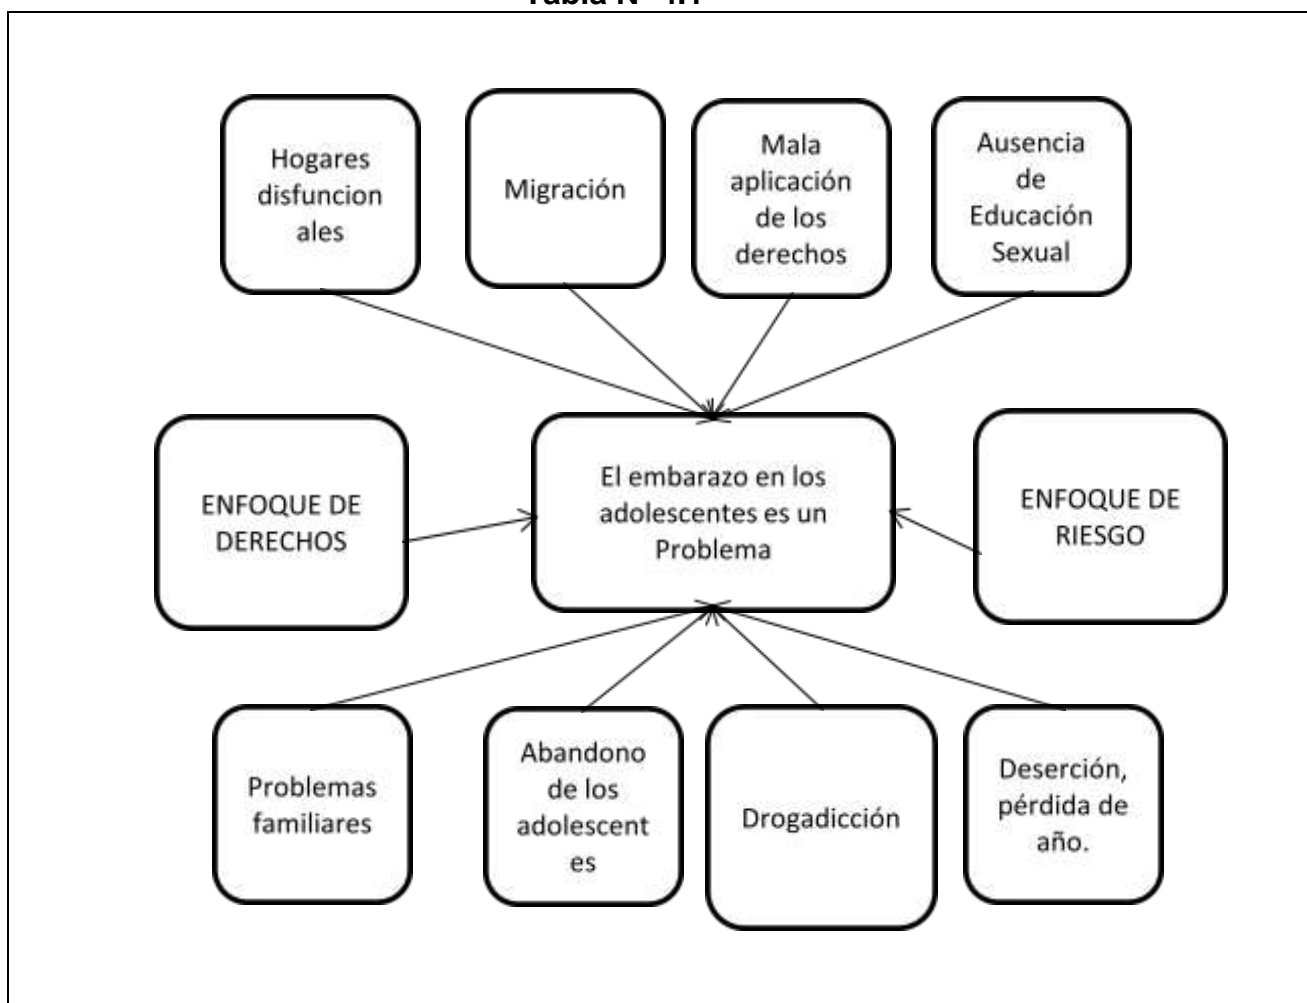 Hogares
disfuncion
ales
Migración
Mala
aplicación
de los
derechos
Ausencia
de
Educación
Sexual
ENFOQUE DE
DERECHOS
El embarazo en los
adolescentes es un
Problema
ENFOQUE DE
RIESGO
Problemas
familiares
Abandono
de los
adolescent
es
Drogadicción
Deserción,
pérdida de
año.